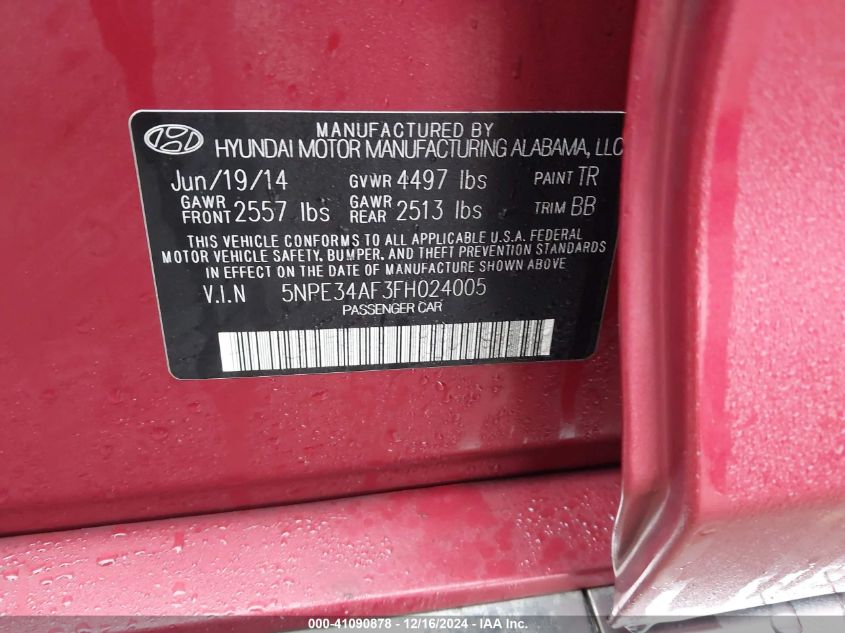 MANUFACTURED BY
HYUNDAI MOTOR MANUFACTURING ALABAMA, LLC
Jun/19/14 GVWR 4497 lbs PAINT TR
GAWR FRONT 2557 lbs GAWR REAR 2513 lbs TRIM BB
THIS VEHICLE CONFORMS TO ALL APPLICABLE U.S.A. FEDERAL
MOTOR VEHICLE SAFETY, BUMPER, AND THEFT PREVENTION STANDARDS
IN EFFECT ON THE DATE OF MANUFACTURE SHOWN ABOVE
V.I.N 5NPE34AF3FH024005
PASSENGER CAR
000-41090878 - 12/16/2024 - IAA Inc.